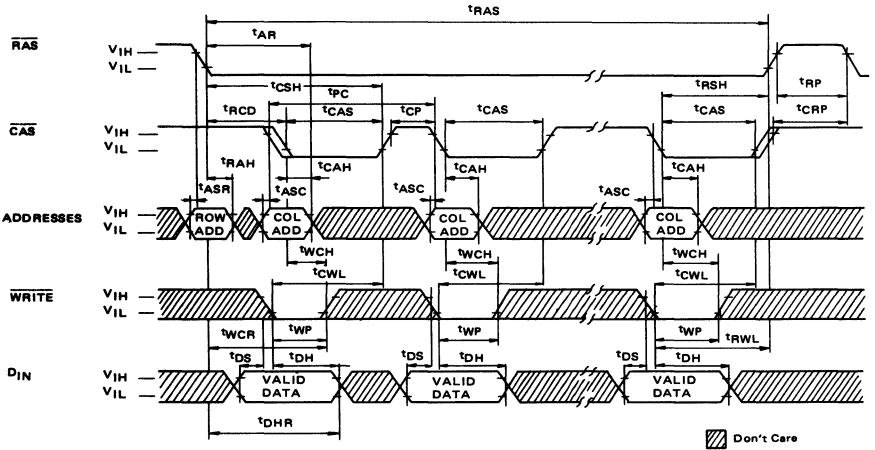 tRAS
tAR
RAS
VIH
VIL
tCSH
tRSH
tRP
tPC
tRCD
tCAS
tCP
tCAS
tCAS
tCRP
CAS
VIH
VIL
tRAH
tCAH
tCAH
tCAH
tASR
tASC
tASC
tASC
ADDRESSES
VIH
VIL
ROW ADD
COL ADD
COL ADD
COL ADD
tWCH
tWCH
tWCH
tCWL
tCWL
tCWL
WRITE
VIH
VIL
tWCR
tWP
tWP
tWP
tRWL
tDS
tDH
tDS
tDH
tDS
tDH
DIN
VIH
VIL
VALID DATA
VALID DATA
VALID DATA
tDHR
Don't Care